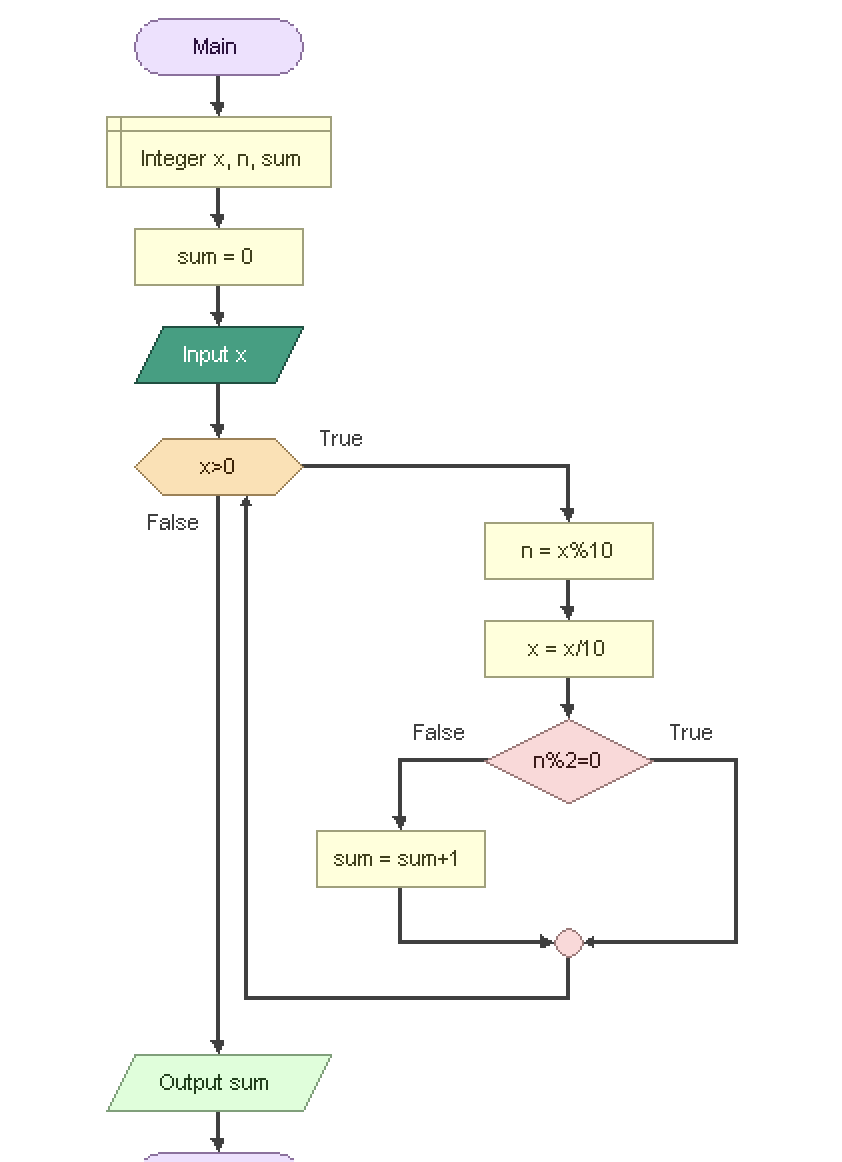 Main
Integer x, n, sum
sum = 0
Input x
True
x>0
False
n = x%10
x = x/10
False
True
n%2=0
sum = sum+1
Output sum